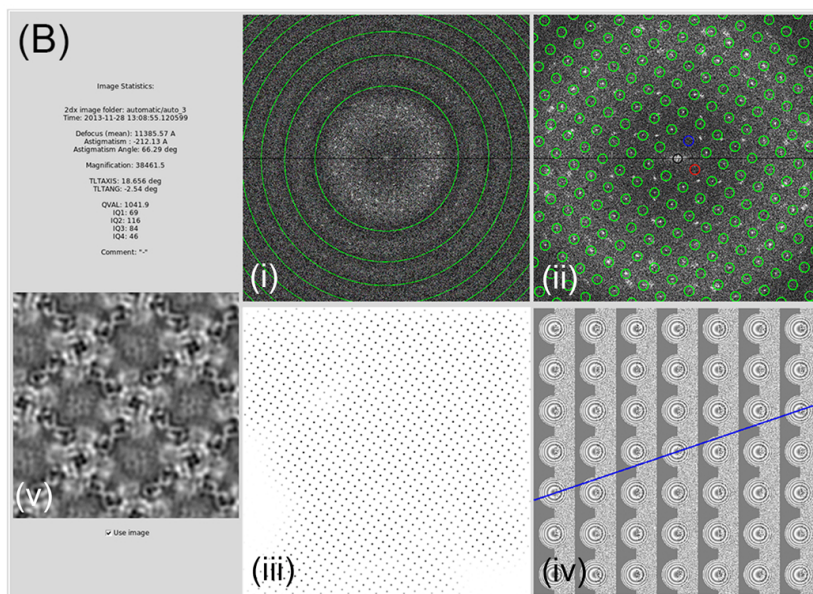 (B)
Image Statistics:
2dx image folder: automatic/auto_3
Time: 2013-11-28 13:08:55.120599
Defocus (mean): 11385.57 A
Astigmatism : -212.13 A
Astigmatism Angle: 66.29 deg
Magnification: 38461.5
TLTAXIS: 18.656 deg
TLTANG: -2.54 deg
QVAL: 1041.9
IQ1: 69
IQ2: 116
IQ3: 84
IQ4: 46
Comment: "-"
(i)
(ii)
(v)
Use image
(iii)
(iv)